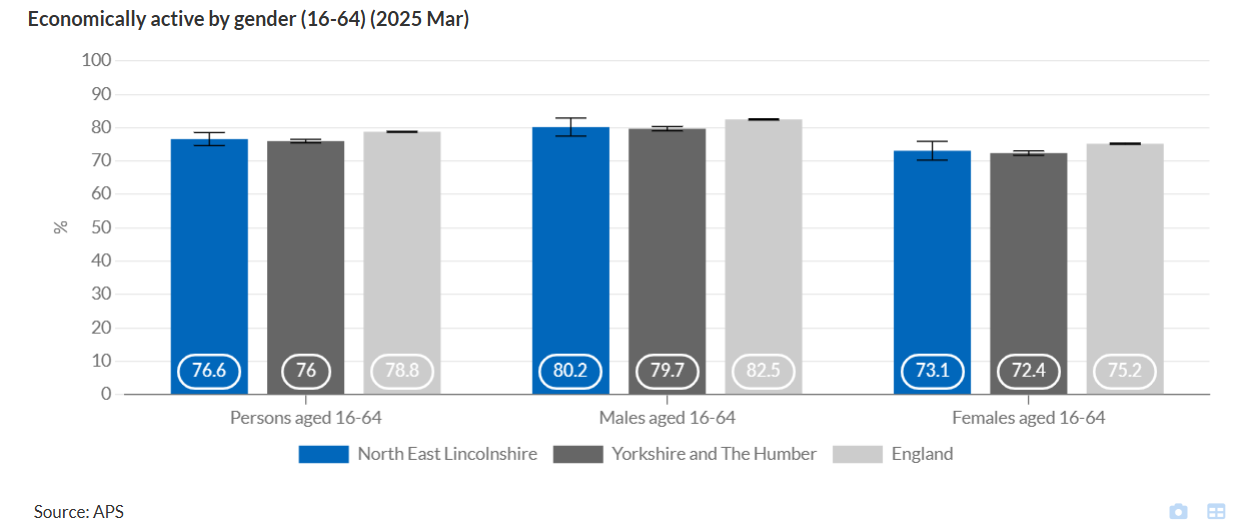 Economically active by gender (16-64) (2025 Mar)
100
90
80
70
60
50
40
30
20
10
0
%
76.6
76
78.8
80.2
79.7
82.5
73.1
72.4
75.2
Persons aged 16-64
Males aged 16-64
Females aged 16-64
North East Lincolnshire
Yorkshire and The Humber
England
Source: APS